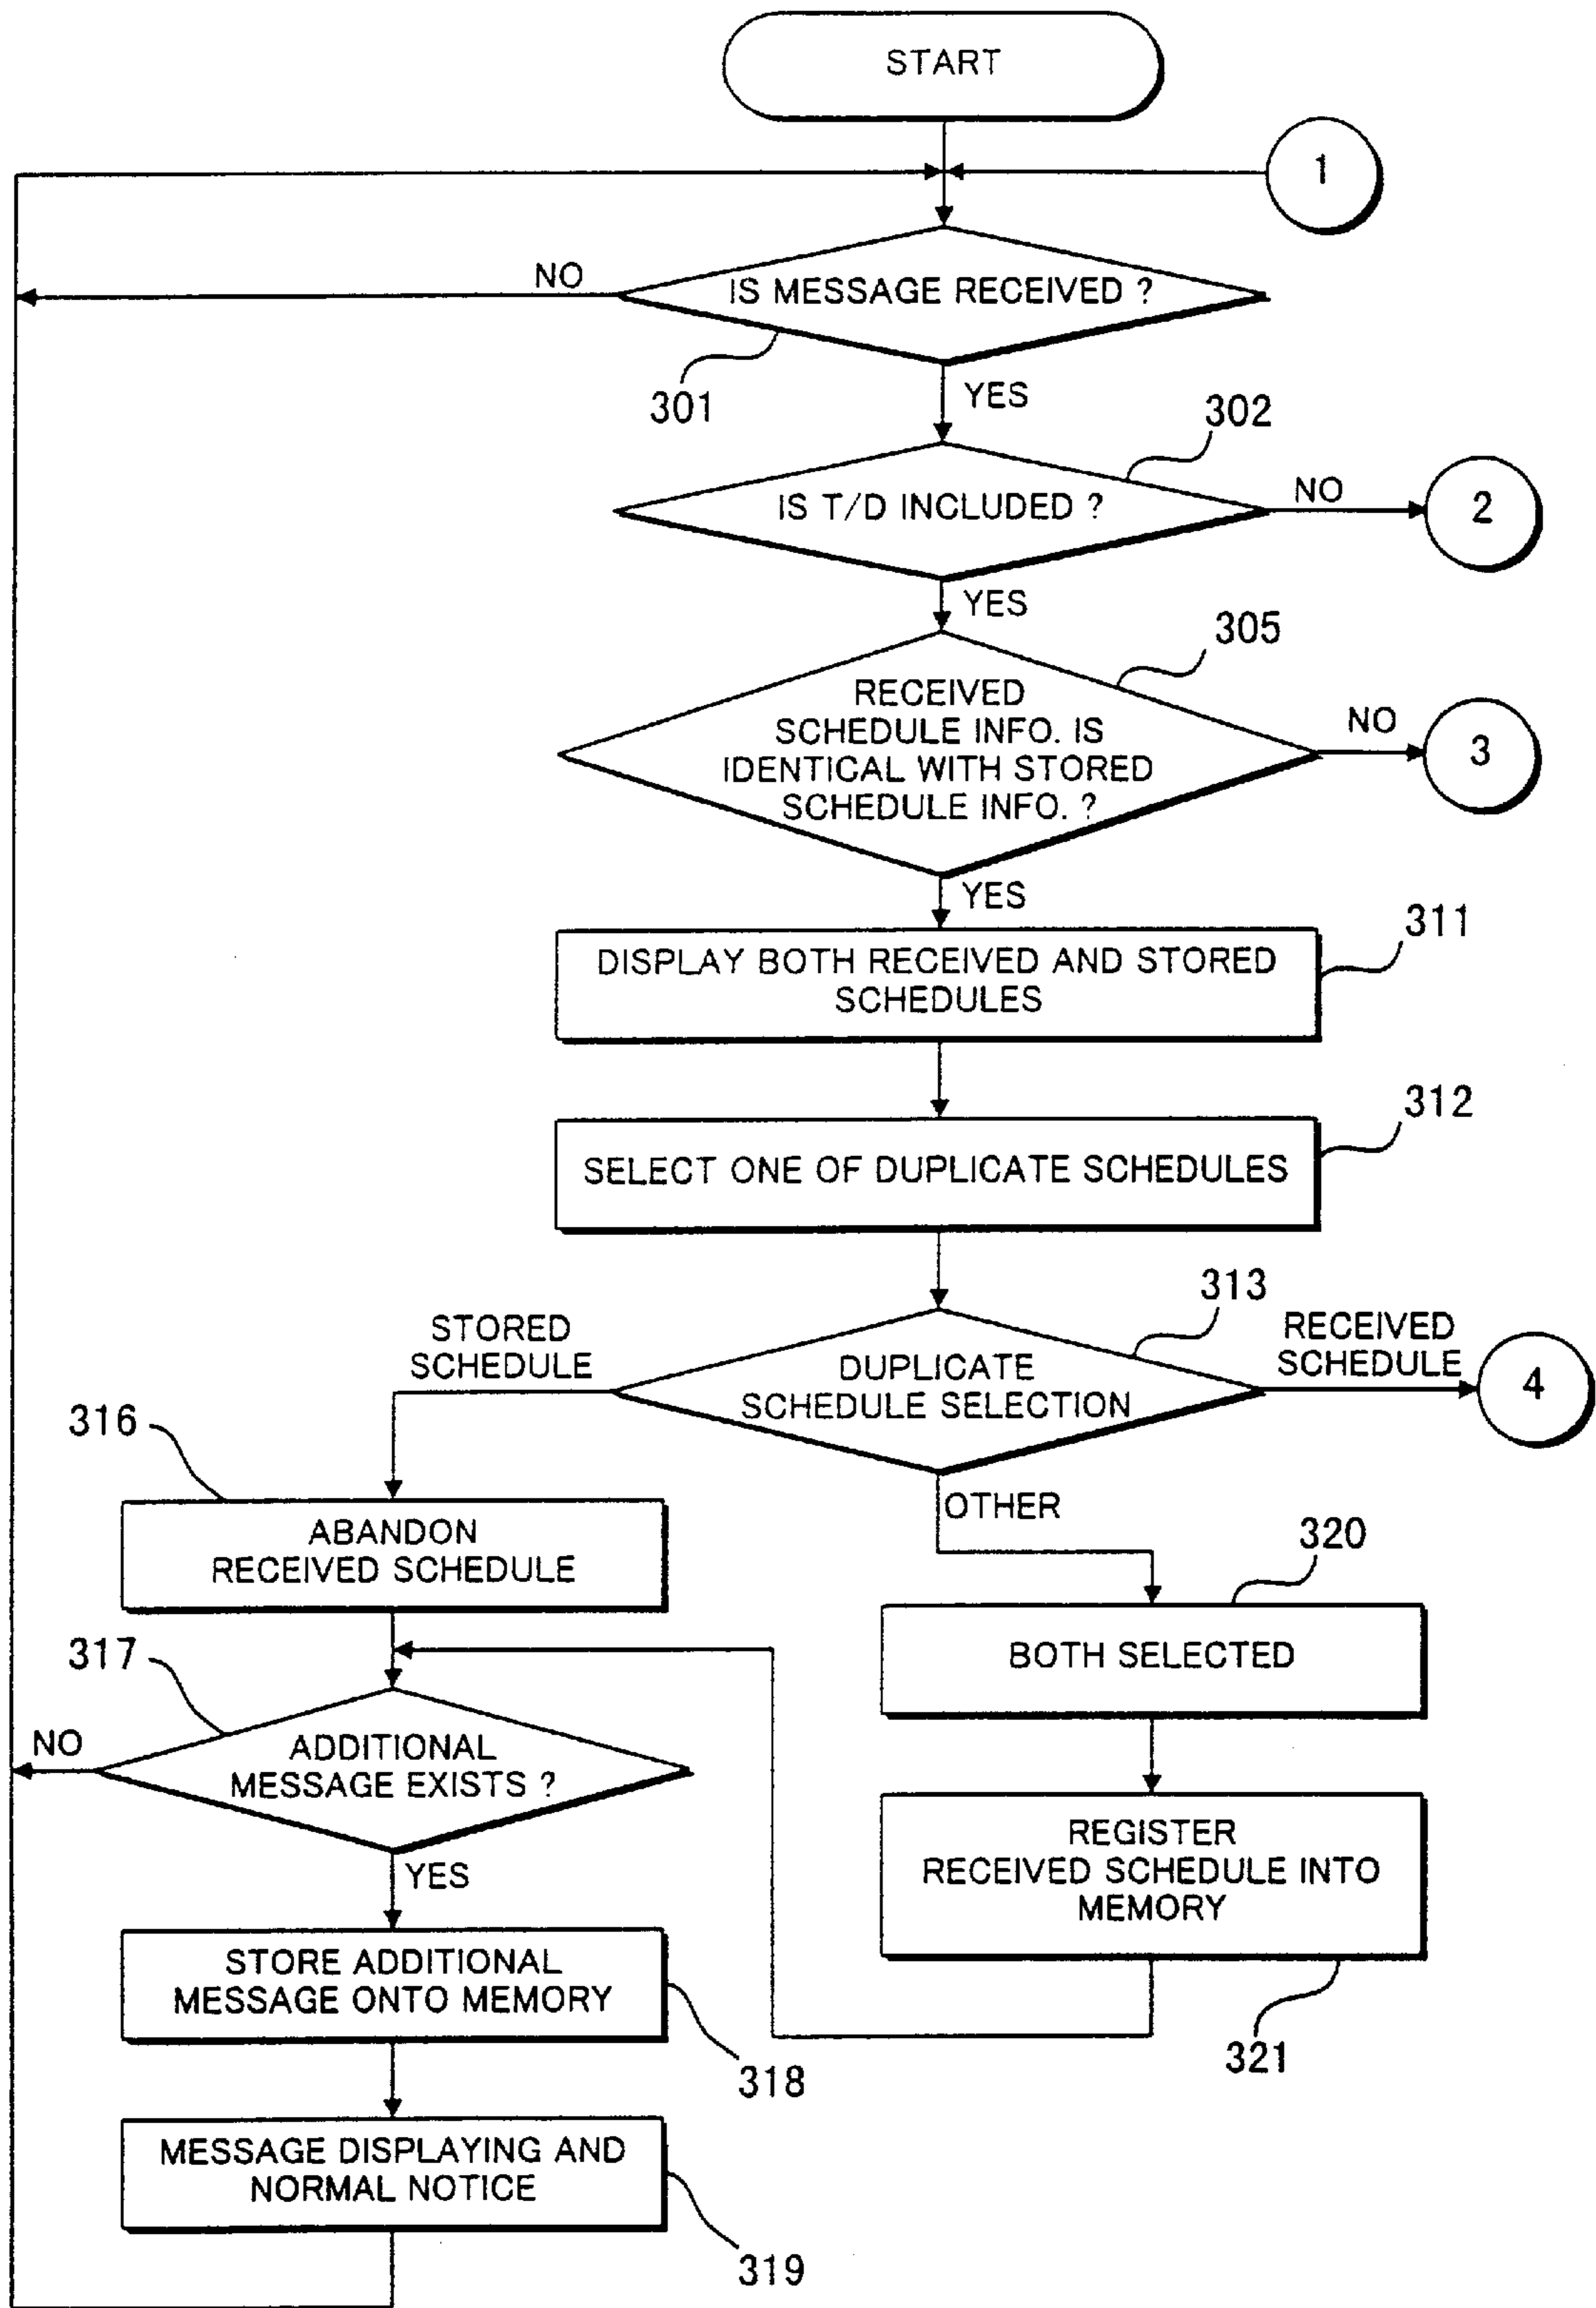 START
1
NO
IS MESSAGE RECEIVED ?
301
YES
302
IS T/D INCLUDED ?
NO
2
YES
305
RECEIVED
SCHEDULE INFO. IS
IDENTICAL WITH STORED
SCHEDULE INFO. ?
NO
3
YES
311
DISPLAY BOTH RECEIVED AND STORED
SCHEDULES
312
SELECT ONE OF DUPLICATE SCHEDULES
313
STORED
SCHEDULE
DUPLICATE
SCHEDULE SELECTION
RECEIVED
SCHEDULE
4
316
ABANDON
RECEIVED SCHEDULE
OTHER
320
BOTH SELECTED
317
NO
ADDITIONAL
MESSAGE EXISTS ?
YES
REGISTER
RECEIVED SCHEDULE INTO
MEMORY
321
STORE ADDITIONAL
MESSAGE ONTO MEMORY
318
MESSAGE DISPLAYING AND
NORMAL NOTICE
319